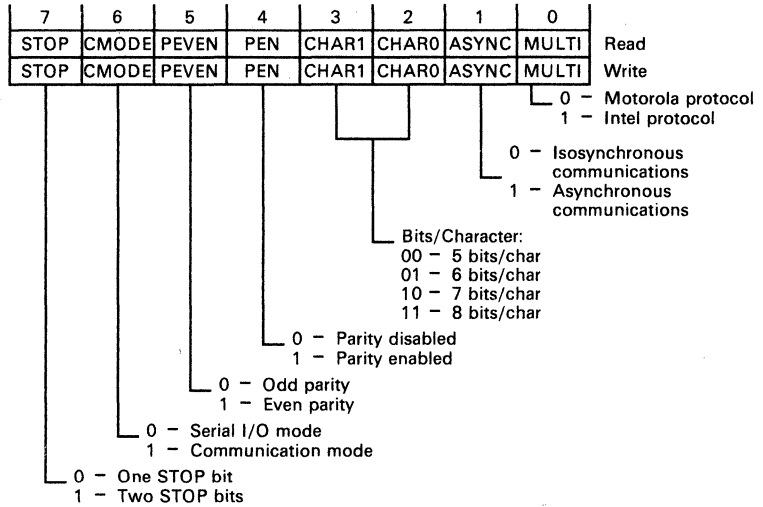 7 6 5 4 3 2 1 0
STOP CMODE PEVEN PEN CHAR1 CHAR0 ASYNC MULTI Read
STOP CMODE PEVEN PEN CHAR1 CHAR0 ASYNC MULTI Write
0 – Motorola protocol
1 – Intel protocol
0 – Isosynchronous
communications
1 – Asynchronous
communications
Bits/Character:
00 – 5 bits/char
01 – 6 bits/char
10 – 7 bits/char
11 – 8 bits/char
0 – Parity disabled
1 – Parity enabled
0 – Odd parity
1 – Even parity
0 – Serial I/O mode
1 – Communication mode
0 – One STOP bit
1 – Two STOP bits